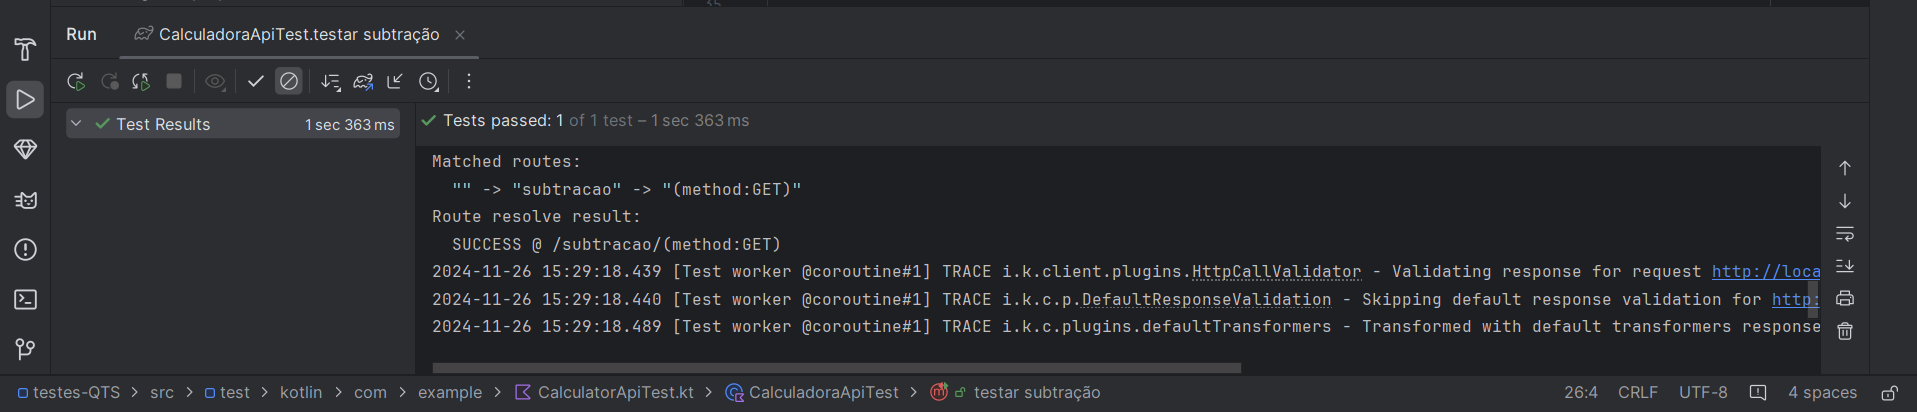 35
Run CalculadoraApiTest.testar subtração
Test Results 1 sec 363 ms
Tests passed: 1 of 1 test – 1 sec 363 ms
Matched routes:
"" -> "subtracao" -> "(method:GET)"
Route resolve result:
SUCCESS @ /subtracao/(method:GET)
2024-11-26 15:29:18.439 [Test worker @coroutine#1] TRACE i.k.client.plugins.HttpCallValidator - Validating response for request http://loca
2024-11-26 15:29:18.440 [Test worker @coroutine#1] TRACE i.k.c.p.DefaultResponseValidation - Skipping default response validation for http:
2024-11-26 15:29:18.489 [Test worker @coroutine#1] TRACE i.k.c.plugins.defaultTransformers - Transformed with default transformers response
testes-QTS > src > test > kotlin > com > example > CalculatorApiTest.kt > CalculadoraApiTest > testar subtração 26:4 CRLF UTF-8 4 spaces